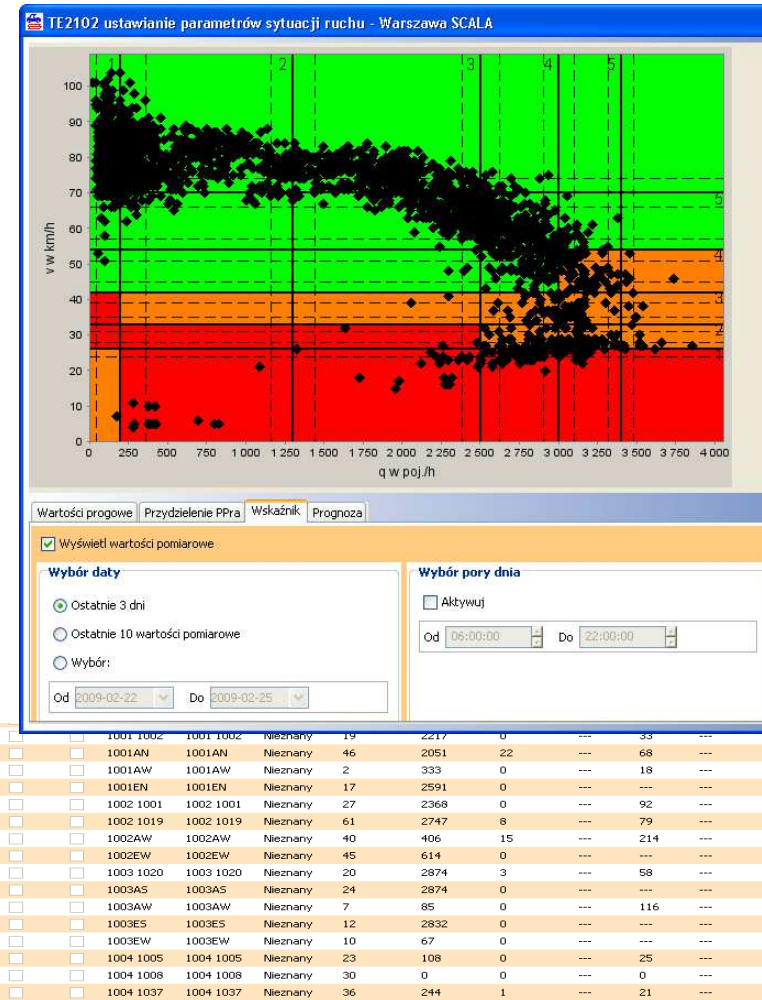 TE2102 ustawianie parametrów sytuacji ruchu - Warszawa SCALA
1 2 3 4 5
100
90
80
70
60
50
40
30
20
10
0
v w km/h
5
4
3
2
1
0 250 500 750 1 000 1 250 1 500 1 750 2 000 2 250 2 500 2 750 3 000 3 250 3 500 3 750 4 000
q w poj./h
Wartości progowe Przydzielenie PPra Wskaźnik Prognoza
Wyświetl wartości pomiarowe
Wybór daty
Ostatnie 3 dni
Ostatnie 10 wartości pomiarowe
Wybór:
Od 2009-02-22 Do 2009-02-25
Wybór pory dnia
Aktywuj
Od 06:00:00 Do 22:00:00
1001 1002 1001 1002 Nieznany 19 2217 0 --- 33 ---
1001AN 1001AN Nieznany 46 2051 22 --- 68 ---
1001AW 1001AW Nieznany 2 333 0 --- 18 ---
1001EN 1001EN Nieznany 17 2591 0 --- --- ---
1002 1001 1002 1001 Nieznany 27 2368 0 --- 92 ---
1002 1019 1002 1019 Nieznany 61 2747 8 --- 79 ---
1002AW 1002AW Nieznany 40 406 15 --- 214 ---
1002EW 1002EW Nieznany 45 614 0 --- --- ---
1003 1020 1003 1020 Nieznany 20 2874 3 --- 58 ---
1003AS 1003AS Nieznany 24 2874 0 --- --- ---
1003AW 1003AW Nieznany 7 85 0 --- 116 ---
1003ES 1003ES Nieznany 12 2832 0 --- --- ---
1003EW 1003EW Nieznany 10 67 0 --- --- ---
1004 1005 1004 1005 Nieznany 23 108 0 --- 25 ---
1004 1008 1004 1008 Nieznany 30 0 0 --- 0 ---
1004 1037 1004 1037 Nieznany 36 244 1 --- 21 ---